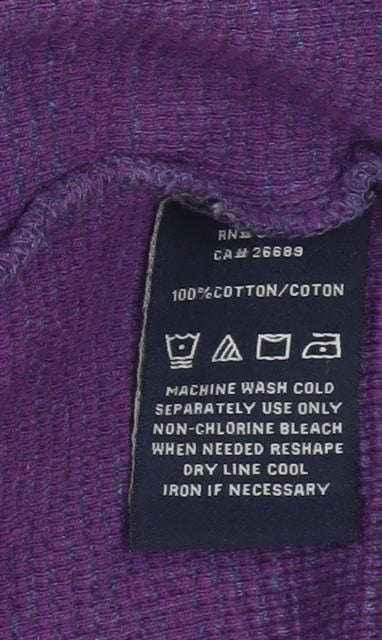 RN#
CA# 26689
100%COTTON/COTON
MACHINE WASH COLD
SEPARATELY USE ONLY
NON-CHLORINE BLEACH
WHEN NEEDED RESHAPE
DRY LINE COOL
IRON IF NECESSARY